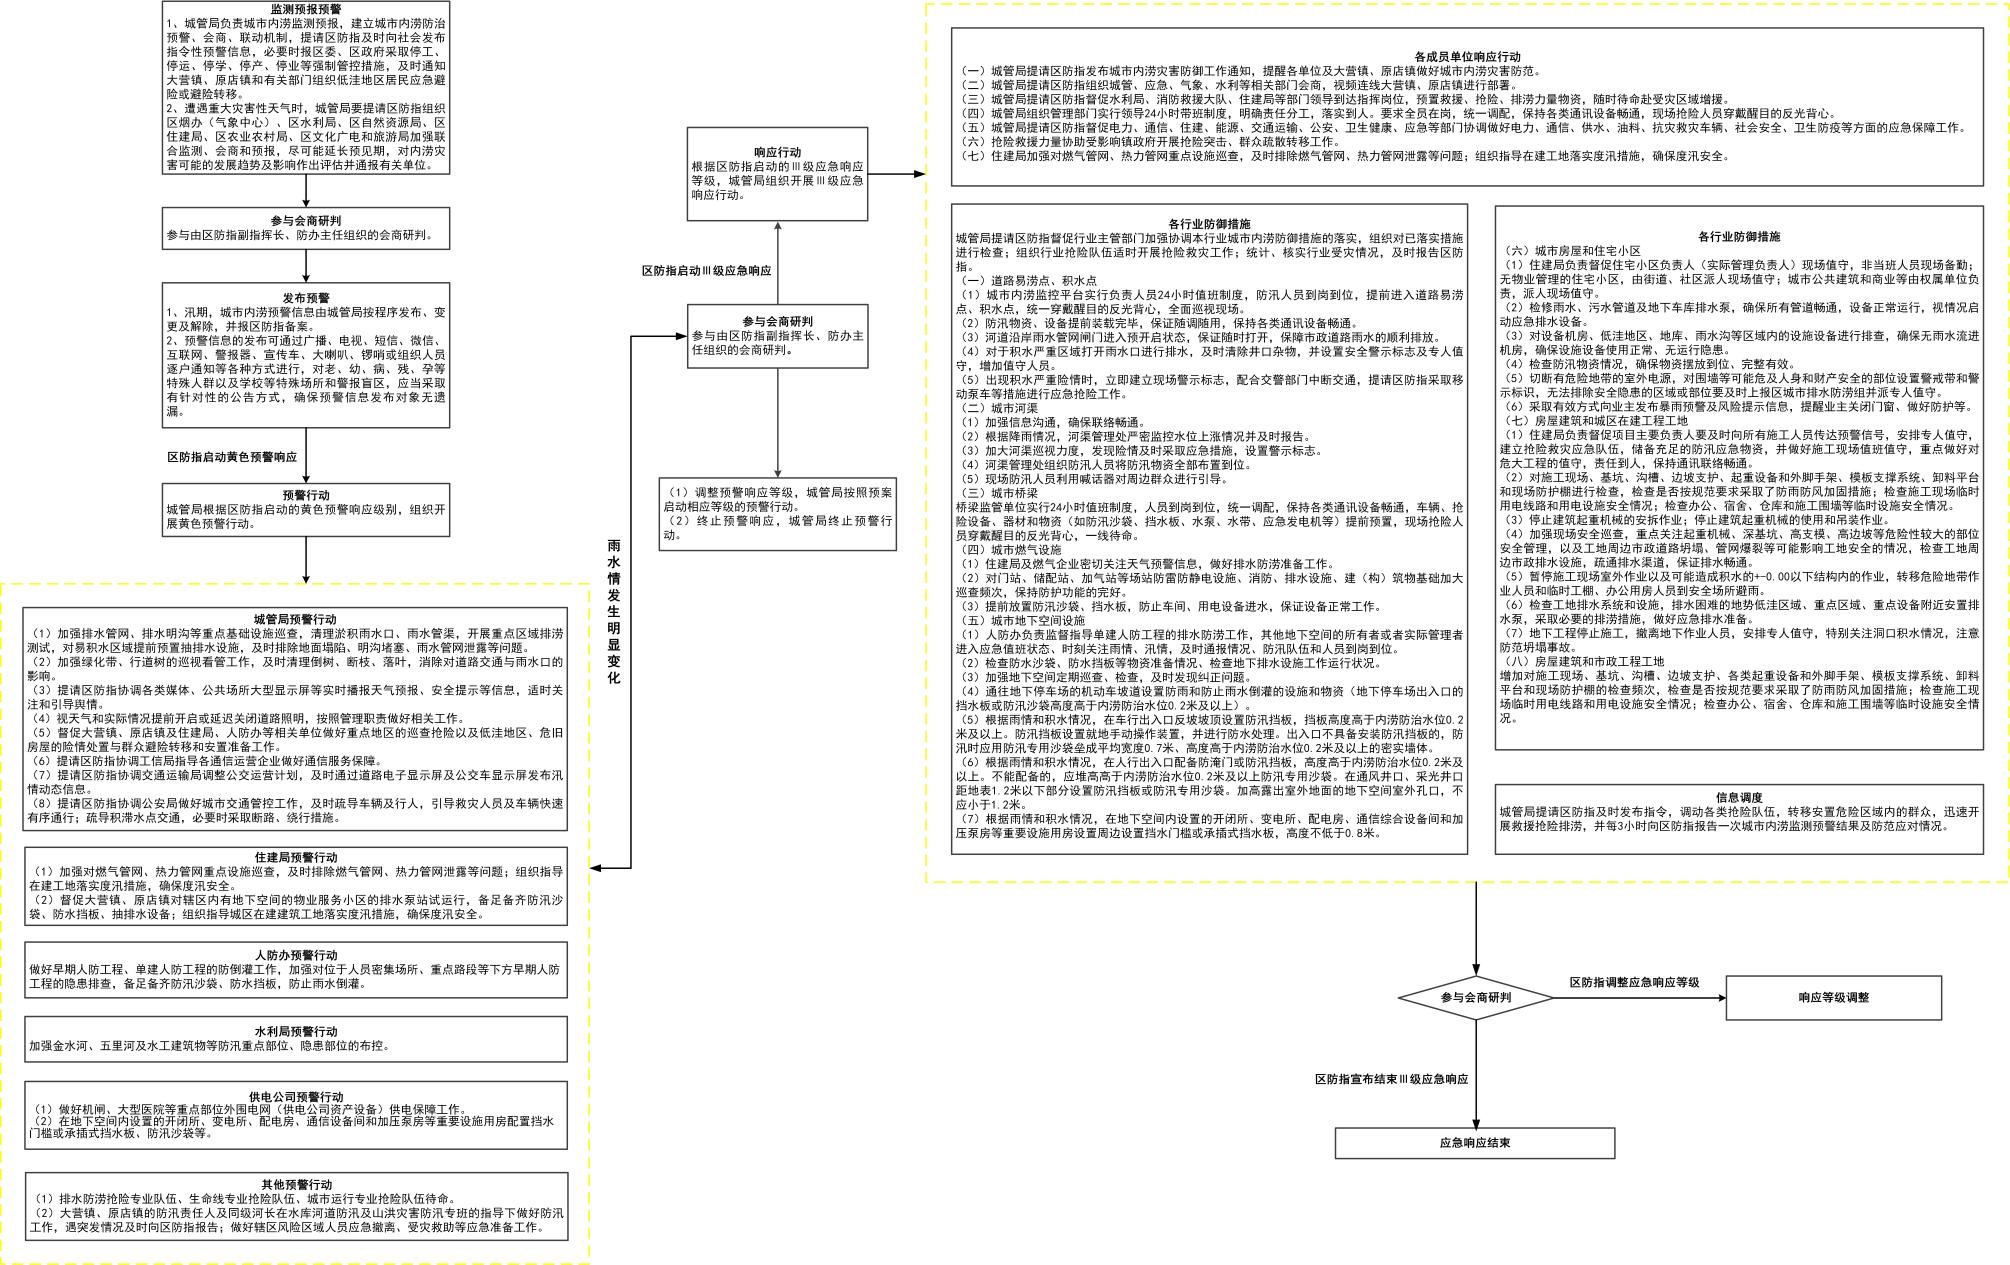 监测预报预警
1、城管局负责城市内涝监测预报，建立城市内涝防治
预警、会商、联动机制，提请区防指及时向社会发布
指令性预警信息，必要时报区委、区政府采取停工、
停运、停学、停产、停业等强制管控措施，及时通知
大营镇、原店镇和有关部门组织低洼地区居民应急避
险或避险转移。
2、遭遇重大灾害性天气时，城管局要提请区防指组织
区烟办（气象中心）、区水利局、区自然资源局、区
住建局、区农业农村局、区文化广电和旅游局加强联
合监测、会商和预报，尽可能延长预见期，对内涝灾
害可能的发展趋势及影响作出评估并通报有关单位。
参与会商研判
参与由区防指副指挥长、防办主任组织的会商研判。
发布预警
1、汛期，城市内涝预警信息由城管局按程序发布、变
更及解除，并报区防指备案。
2、预警信息的发布可通过广播、电视、短信、微信、
互联网、警报器、宣传车、大喇叭、锣哨或组织人员
逐户通知等各种方式进行，对老、幼、病、残、孕等
特殊人群以及学校等特殊场所和警报盲区，应当采取
有针对性的公告方式，确保预警信息发布对象无遗
漏。
区防指启动黄色预警响应
预警行动
城管局根据区防指启动的黄色预警响应级别，组织开
展黄色预警行动。
城管局预警行动
（1）加强排水管网、排水明沟等重点基础设施巡查，清理淤积雨水口、雨水管渠，开展重点区域排涝
测试，对易积水区域提前预置抽排水设施，及时排除地面塌陷、明沟堵塞、雨水管网泄露等问题。
（2）加强绿化带、行道树的巡视看管工作，及时清理倒树、断枝、落叶，消除对道路交通与雨水口的
影响。
（3）提请区防指协调各类媒体、公共场所大型显示屏等实时播报天气预报、安全提示等信息，适时关
注和引导舆情。
（4）视天气和实际情况提前开启或延迟关闭道路照明，按照管理职责做好相关工作。
（5）督促大营镇、原店镇及住建局、人防办等相关单位做好重点地区的巡查抢险以及低洼地区、危旧
房屋的险情处置与群众避险转移和安置准备工作。
（6）提请区防指协调工信局指导各通信运营企业做好通信服务保障。
（7）提请区防指协调交通运输局调整公交运营计划，及时通过道路电子显示屏及公交车显示屏发布汛
情动态信息。
（8）提请区防指协调公安局做好城市交通管控工作，及时疏导车辆及行人，引导救灾人员及车辆快速
有序通行；疏导积滞水点交通，必要时采取断路、绕行措施。
住建局预警行动
（1）加强对燃气管网、热力管网重点设施巡查，及时排除燃气管网、热力管网泄露等问题；组织指导
在建工地落实度汛措施，确保度汛安全。
（2）督促大营镇、原店镇对辖区内有地下空间的物业服务小区的排水泵站试运行，备足备齐防汛沙
袋、防水挡板、抽排水设备；组织指导城区在建建筑工地落实度汛措施，确保度汛安全。
人防办预警行动
做好早期人防工程、单建人防工程的防倒灌工作，加强对位于人员密集场所、重点路段等下方早期人防
工程的隐患排查，备足备齐防汛沙袋、防水挡板，防止雨水倒灌。
水利局预警行动
加强金水河、五里河及水工建筑物等防汛重点部位、隐患部位的布控。
供电公司预警行动
（1）做好机闸、大型医院等重点部位外围电网（供电公司资产设备）供电保障工作。
（2）在地下空间内设置的开闭所、变电所、配电房、通信设备间和加压泵房等重要设施用房配置挡水
门槛或承插式挡水板、防汛沙袋等。
其他预警行动
（1）排水防涝抢险专业队伍、生命线专业抢险队伍、城市运行专业抢险队伍待命。
（2）大营镇、原店镇的防汛责任人及同级河长在水库河道防汛及山洪灾害防汛专班的指导下做好防汛
工作，遇突发情况及时向区防指报告；做好辖区风险区域人员应急撤离、受灾救助等应急准备工作。
雨水情发生明显变化
响应行动
根据区防指启动的Ⅲ级应急响应
等级，城管局组织开展Ⅲ级应急
响应行动。
区防指启动Ⅲ级应急响应
参与会商研判
参与由区防指副指挥长、防办主
任组织的会商研判。
（1）调整预警响应等级，城管局按照预案
启动相应等级的预警行动。
（2）终止预警响应，城管局终止预警行
动。
各成员单位响应行动
（一）城管局提请区防指发布城市内涝灾害防御工作通知，提醒各单位及大营镇、原店镇做好城市内涝灾害防范。
（二）城管局提请区防指组织城管、应急、气象、水利等相关部门会商，视频连线大营镇、原店镇进行部署。
（三）城管局提请区防指督促水利局、消防救援大队、住建局等部门领导到达指挥岗位，预置救援、抢险、排涝力量物资，随时待命赴受灾区域增援。
（四）城管局组织管理部实行领导24小时带班制度，明确责任分工，落实到人。要求全员在岗，统一调配，保持各类通讯设备畅通，现场抢险人员穿戴醒目的反光背心。
（五）城管局提请区防指督促电力、通信、住建、能源、交通运输、公安、卫生健康、应急等部门协调做好电力、通信、供水、油料、抗灾救灾车辆、社会安全、卫生防疫等方面的应急保障工作。
（六）抢险救援力量协助受影响镇政府开展抢险突击、群众疏散转移工作。
（七）住建局加强对燃气管网、热力管网重点设施巡查，及时排除燃气管网、热力管网泄露等问题；组织指导在建工地落实度汛措施，确保度汛安全。
各行业防御措施
城管局提请区防指督促行业主管部门加强协调本行业城市内涝防御措施的落实，组织对已落实措施
进行检查；组织行业抢险队伍适时开展抢险救灾工作；统计、核实行业受灾情况，及时报告区防
指。
（一）道路易涝点、积水点
（1）城市内涝监控平台实行负责人员24小时值班制度，防汛人员到岗到位，提前进入道路易涝
点、积水点，统一穿戴醒目的反光背心，全面巡视现场。
（2）防汛物资、设备提前装载完毕，保证随调随用，保持各类通讯设备畅通。
（3）河道沿岸雨水管网闸门进入预开启状态，保证随时打开，保障市政道路雨水的顺利排放。
（4）对于积水严重区域打开雨水口进行排水，及时清除井口杂物，并设置安全警示标志及专人值
守，增加值守人员。
（5）出现积水严重险情时，立即建立现场警示标志，配合交警部门中断交通，提请区防指采取移
动泵车等措施进行应急抢险工作。
（二）城市河渠
（1）加强信息沟通，确保联络畅通。
（2）根据降雨情况，河渠管理处严密监控水位上涨情况并及时报告。
（3）加大河渠巡视力度，发现险情及时采取应急措施，设置警示标志。
（4）河渠管理处组织防汛人员将防汛物资全部布置到位。
（5）现场防汛人员利用喊话器对周边群众进行引导。
（三）城市桥梁
桥梁监管单位实行24小时值班制度，人员到岗到位，统一调配，保持各类通讯设备畅通，车辆、抢
险设备、器材和物资（如防汛沙袋、挡水板、水泵、水带、应急发电机等）提前预置，现场抢险人
员穿戴醒目的反光背心，一线待命。
（四）城市燃气设施
（1）住建局及燃气企业密切关注天气预警信息，做好排水防涝准备工作。
（2）对门站、储配站、加气站等场站防雷防静电设施、消防、排水设施、建（构）筑物基础加大
巡查频次，保持防护功能的完好。
（3）提前放置防汛沙袋、挡水板，防止车间、用电设备进水，保证设备正常工作。
（五）城市地下空间设施
（1）人防办负责监督指导单建人防工程的排水防涝工作，其他地下空间的所有者或者实际管理者
进入应急值班状态、时刻关注雨情、汛情，及时通报情况、防汛队伍和人员到岗到位。
（2）检查防水沙袋、防水挡板等物资准备情况、检查地下排水设施工作运行状况。
（3）加强地下空间定期巡查、检查，及时发现纠正问题。
（4）通往地下停车场的机动车坡道设置防雨和防止雨水倒灌的设施和物资（地下停车场出入口的
挡水板或防汛沙袋高度高于内涝防治水位0.2米及以上）。
（5）根据雨情和积水情况，在车行出入口反坡坡顶设置防汛挡板，挡板高度高于内涝防治水位0.2
米及以上。防汛挡板设置就地手动操作装置，并进行防水处理。出入口不具备安装防汛挡板的，防
汛时应用防汛专用沙袋垒成平均宽度0.7米、高度高于内涝防治水位0.2米及以上的密实墙体。
（6）根据雨情和积水情况，在人行出入口配备防淹门或防汛挡板，高度高于内涝防治水位0.2米及
以上。不能配备的，应堆高高于内涝防治水位0.2米及以上防汛专用沙袋。在通风井口、采光井口
距地表1.2米以下部分设置防汛挡板或防汛专用沙袋。加高露出室外地面的地下空间室外孔口，不
应小于1.2米。
（7）根据雨情和积水情况，在地下空间内设置的开闭所、变电所、配电房、通信综合设备间和加
压泵房等重要设施用房设置周边设置挡水门槛或承插式挡水板，高度不低于0.8米。
各行业防御措施
（六）城市房屋和住宅小区
（1）住建局负责督促住宅小区负责人（实际管理负责人）现场值守，非当班人员现场备勤；
无物业管理的住宅小区，由街道、社区派人现场值守；城市公共建筑和商业等由权属单位负
责，派人现场值守。
（2）检修雨水、污水管道及地下车库排水泵，确保所有管道畅通，设备正常运行，视情况启
动应急排水设备。
（3）对设备机房、低洼地区、地库、雨水沟等区域内的设施设备进行排查，确保无雨水流进
机房，确保设施设备使用正常、无运行隐患。
（4）检查防汛物资情况，确保物资摆放到位、完整有效。
（5）切断有危险地带的室外电源，对围墙等可能危及人身和财产安全的部位设置警戒带和警
示标识，无法排除安全隐患的区域或部位要及时上报区城市排水防涝组并派专人值守。
（6）采取有效方式向业主发布暴雨预警及风险提示信息，提醒业主关闭门窗、做好防护等。
（七）房屋建筑和城区在建工程工地
（1）住建局负责督促项目主要负责人要及时向所有施工人员传达预警信号，安排专人值守，
建立抢险救灾应急队伍，储备充足的防汛应急物资，并做好施工现场值班值守，重点做好对
危大工程的值守，责任到人，保持通讯联络畅通。
（2）对施工现场、基坑、沟槽、边坡支护、起重设备和外脚手架、模板支撑系统、卸料平台
和现场防护棚进行检查，检查是否按规范要求采取了防雨防风加固措施；检查施工现场临时
用电线路和用电设施安全情况；检查办公、宿舍、仓库和施工围墙等临时设施安全情况。
（3）停止建筑起重机械的安拆作业；停止建筑起重机械的使用和吊装作业。
（4）加强现场安全巡查，重点关注起重机械、深基坑、高支模、高边坡等危险性较大的部位
安全管理，以及工地周边市政道路坍塌、管网爆裂等可能影响工地安全的情况，检查工地周
边市政排水设施，疏通排水渠道，保证排水畅通。
（5）暂停施工现场室外作业以及可能造成积水的+-0.00以下结构内的作业，转移危险地带作
业人员和临时工棚、办公用房人员到安全场所避雨。
（6）检查工地排水系统和设施，排水困难的地势低洼区域、重点区域、重点设备附近安置排
水泵，采取必要的排涝措施，做好应急排水准备。
（7）地下工程停止施工，撤离地下作业人员，安排专人值守，特别关注洞口积水情况，注意
防范坍塌事故。
（八）房屋建筑和市政工程工地
增加对施工现场、基坑、沟槽、边坡支护、各类起重设备和外脚手架、模板支撑系统、卸料
平台和现场防护棚的检查频次，检查是否按规范要求采取了防雨防风加固措施；检查施工现
场临时用电线路和用电设施安全情况；检查办公、宿舍、仓库和施工围墙等临时设施安全情
况。
信息调度
城管局提请区防指及时发布指令，调动各类抢险队伍，转移安置危险区域内的群众，迅速开
展救援抢险排涝，并每3小时向区防指报告一次城市内涝监测预警结果及防范应对情况。
参与会商研判
区防指调整应急响应等级
响应等级调整
区防指宣布结束Ⅲ级应急响应
应急响应结束